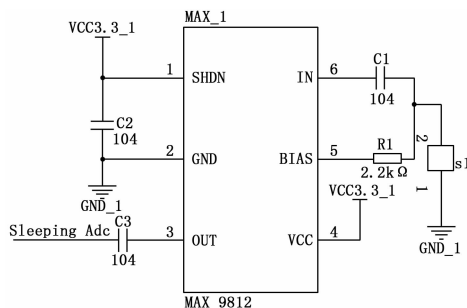 MAX_1
VCC3.3_1
1 SHDN IN 6 C1
104
C2
104
2 GND BIAS 5 R1 2 s1
2.2kΩ 1
GND_1 VCC3.3_1
Sleeping Adc C3 3 OUT VCC 4
104 GND_1
MAX 9812